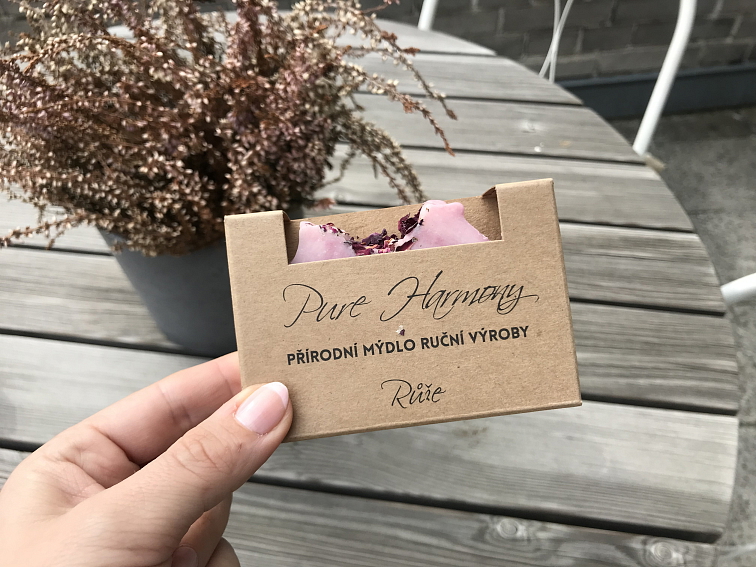 Pure Harmony
PŘÍRODNÍ MÝDLO RUČNÍ VÝROBY
Růže